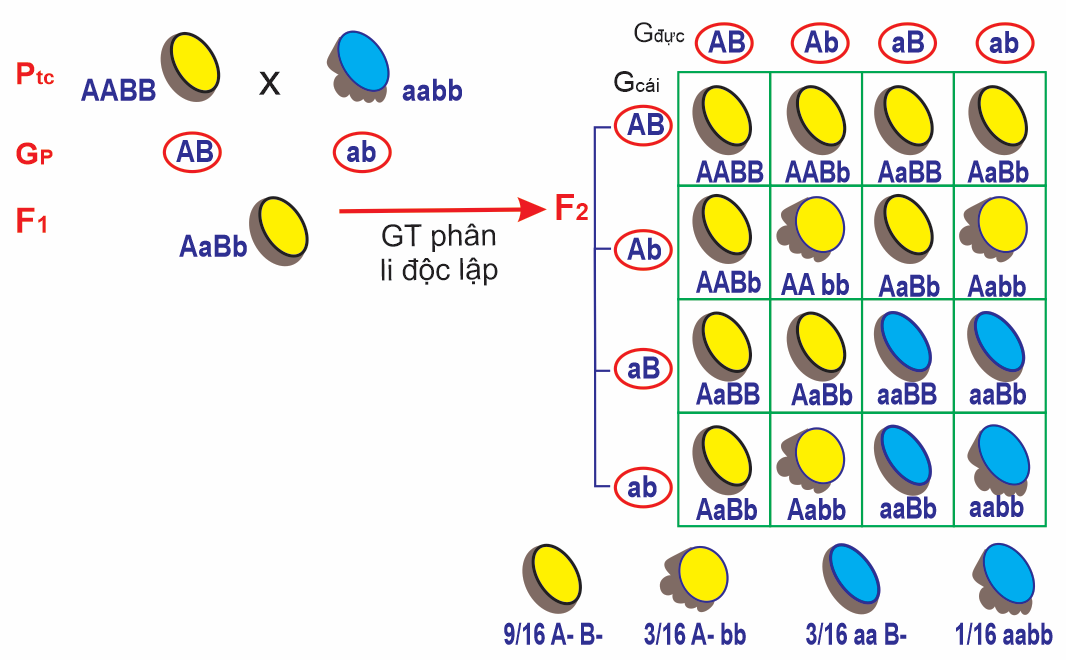 Ptc AABB x aabb
GP AB ab
F1 AaBb
GT phân
li độc lập
F2
Gđực AB Ab aB ab
Gcái
AB AABB AABb AaBB AaBb
Ab AABb AA bb AaBb Aabb
aB AaBB AaBb aaBB aaBb
ab AaBb Aabb aaBb aabb
9/16 A- B- 3/16 A- bb 3/16 aa B- 1/16 aabb